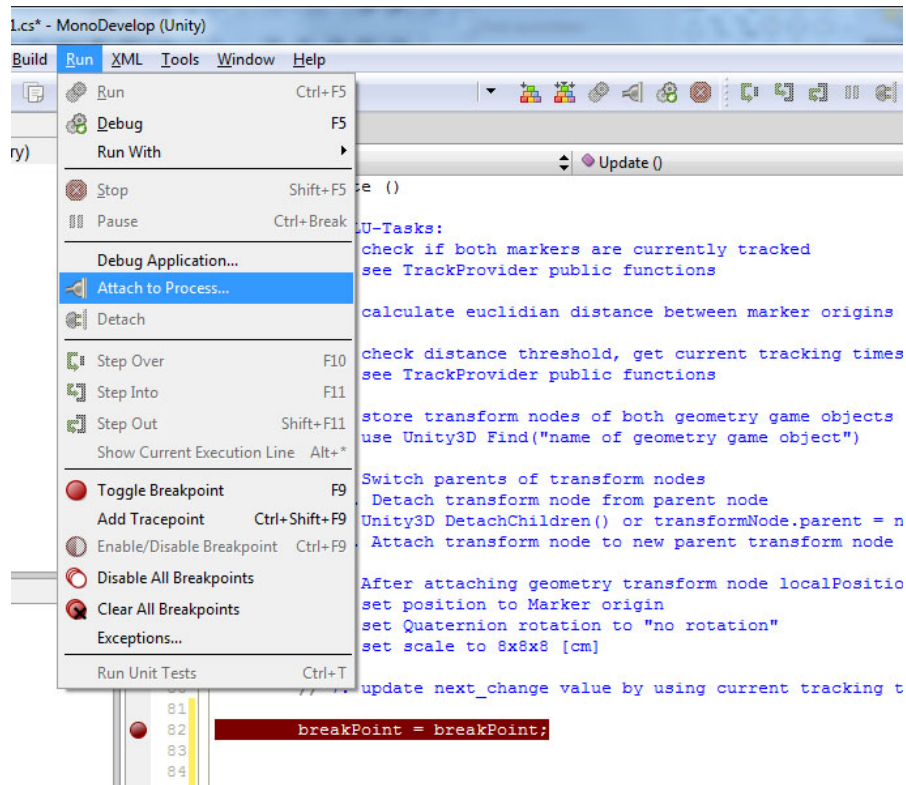 1.cs* - MonoDevelop (Unity)
Build Run XML Tools Window Help
Run Ctrl+F5
Debug F5
Run With
Stop Shift+F5
Pause Ctrl+Break
Debug Application...
Attach to Process...
Detach
Step Over F10
Step Into F11
Step Out Shift+F11
Show Current Execution Line Alt+*
Toggle Breakpoint F9
Add Tracepoint Ctrl+Shift+F9
Enable/Disable Breakpoint Ctrl+F9
Disable All Breakpoints
Clear All Breakpoints
Exceptions...
Run Unit Tests Ctrl+T
ry)
Update ()
te ()
LU-Tasks:
check if both markers are currently tracked
see TrackProvider public functions
calculate euclidian distance between marker origins
check distance threshold, get current tracking times
see TrackProvider public functions
store transform nodes of both geometry game objects
use Unity3D Find("name of geometry game object")
Switch parents of transform nodes
. Detach transform node from parent node
Unity3D DetachChildren() or transformNode.parent = n
. Attach transform node to new parent transform node
After attaching geometry transform node localPositio
set position to Marker origin
set Quaternion rotation to "no rotation"
set scale to 8x8x8 [cm]
update next_change value by using current tracking t
81
82 breakPoint = breakPoint;
83
84